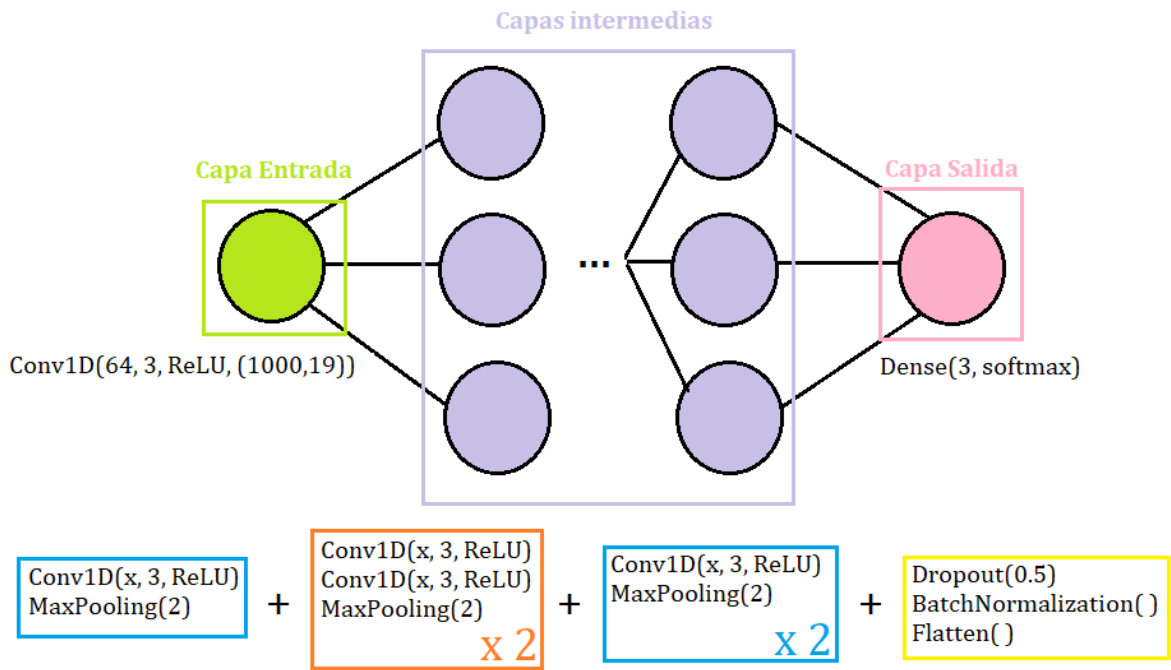 Capas intermedias
Capa Entrada
Capa Salida
...
Conv1D(64, 3, ReLU, (1000,19))
Dense(3, softmax)
Conv1D(x, 3, ReLU)
MaxPooling(2)
+
Conv1D(x, 3, ReLU)
Conv1D(x, 3, ReLU)
MaxPooling(2)
x 2
+
Conv1D(x, 3, ReLU)
MaxPooling(2)
x 2
+
Dropout(0.5)
BatchNormalization( )
Flatten( )